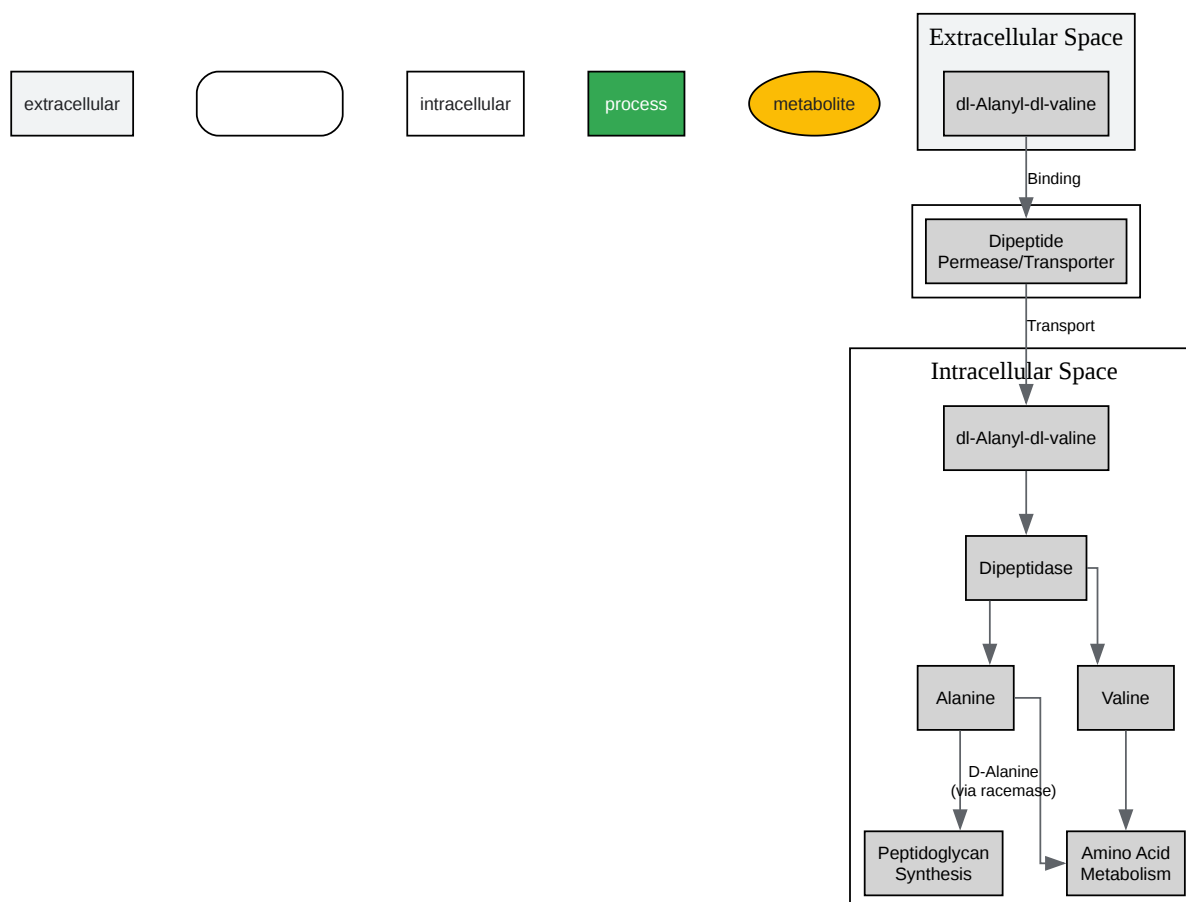 Extracellular Space
extracellular
intracellular
process
metabolite
dl-Alanyl-dl-valine
Binding
Dipeptide
Permease/Transporter
Transport
Intracellular Space
dl-Alanyl-dl-valine
Dipeptidase
Alanine
Valine
D-Alanine
(via racemase)
Peptidoglycan
Synthesis
Amino Acid
Metabolism